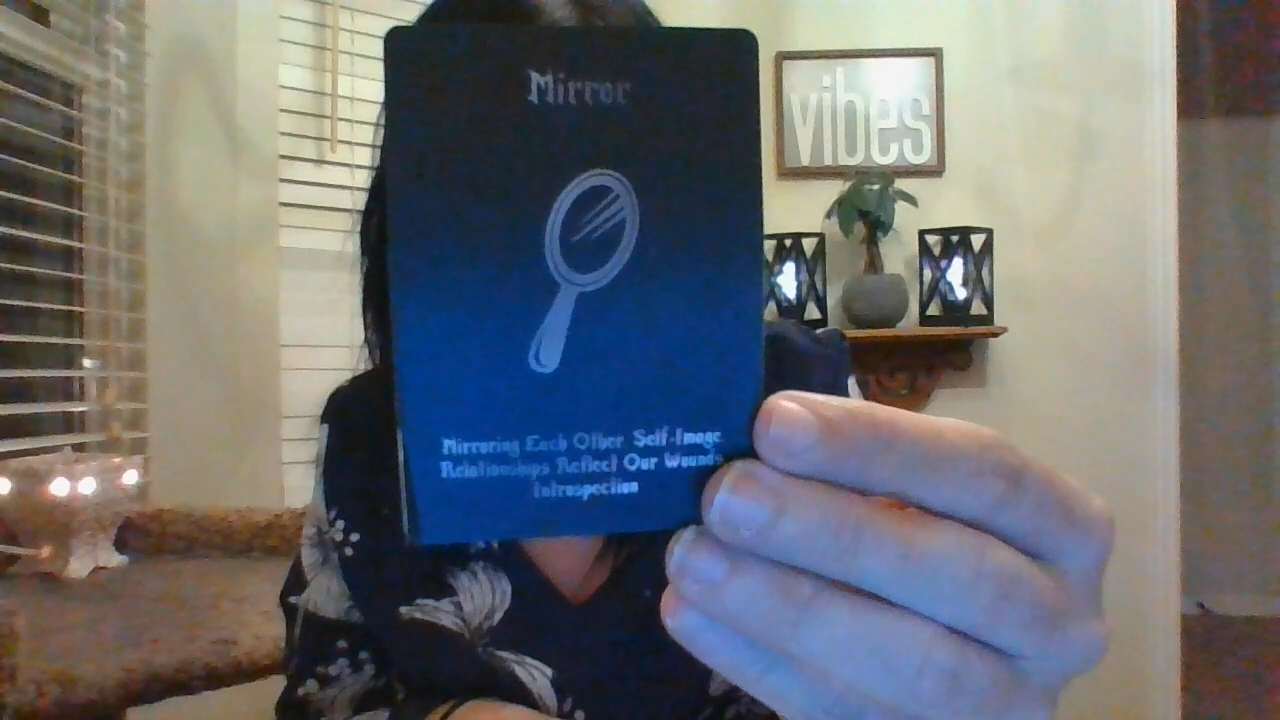 Mirror
vibes
Mirroring Each Other Self-Image
Relationships Reflect Our Wounds
Introspection